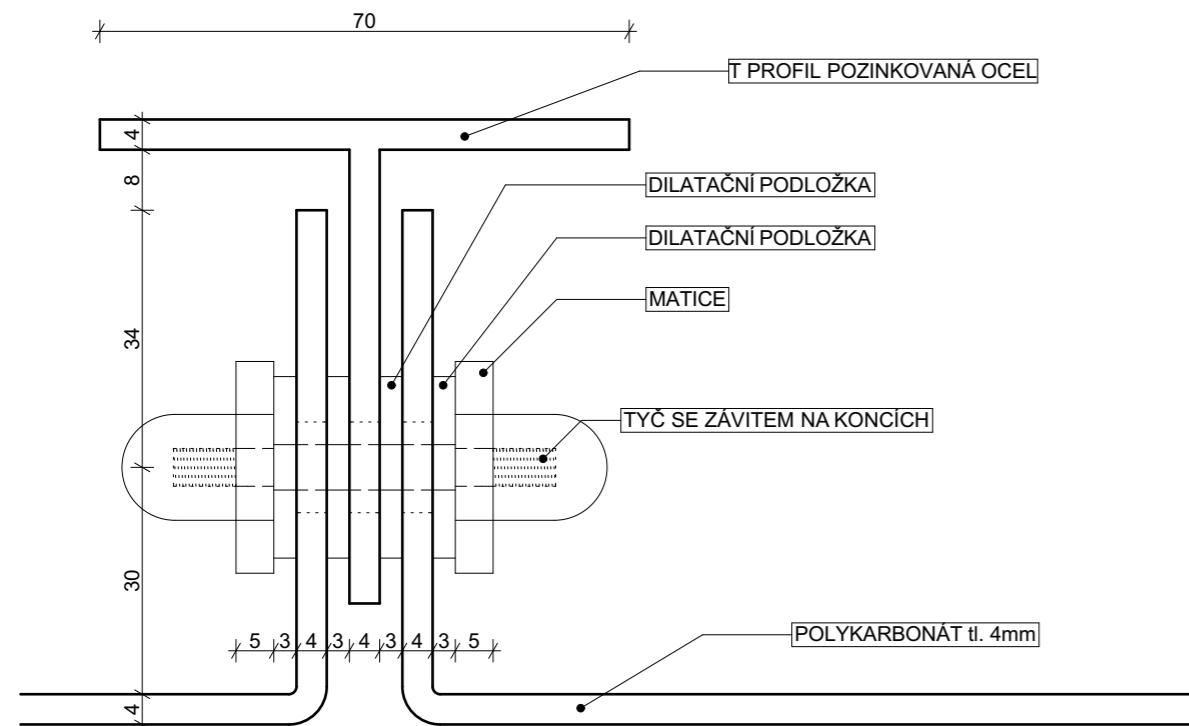 70
T PROFIL POZINKOVANÁ OCEL
4
8
DILATAČNÍ PODLOŽKA
DILATAČNÍ PODLOŽKA
MATICE
34
TYČ SE ZÁVITEM NA KONCÍCH
30
5 3 4 3 4 3 4 3 5
POLYKARBONÁT tl. 4mm
4